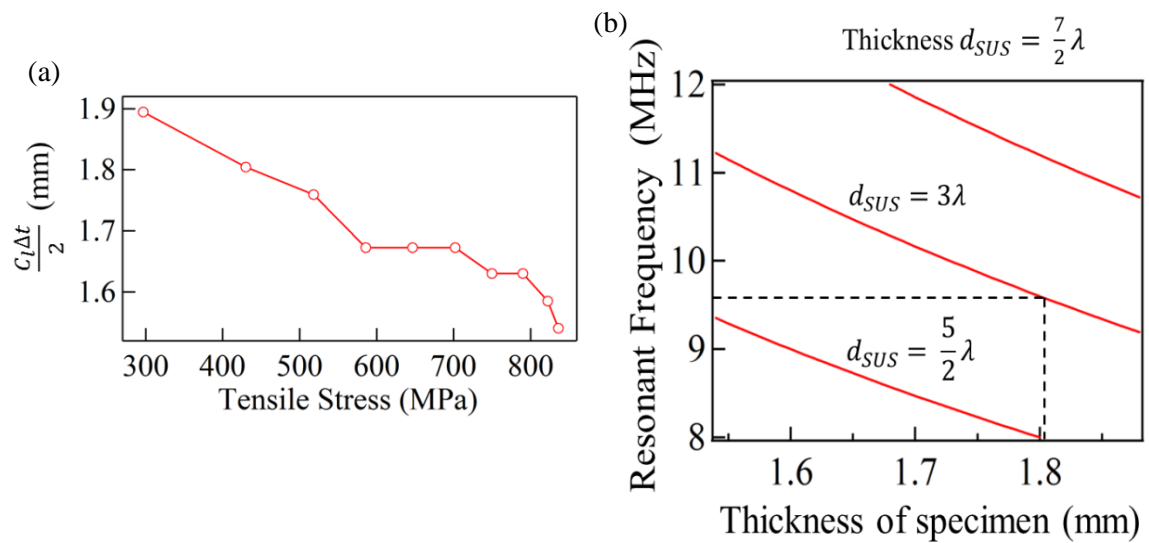 (a)
1.9
1.8
1.7
1.6
c_lΔt/2 (mm)
300 400 500 600 700 800
Tensile Stress (MPa)
(b)
Thickness d_SUS = 7/2 λ
12
11
10
9
8
Resonant Frequency (MHz)
d_SUS = 3λ
d_SUS = 5/2 λ
1.6 1.7 1.8
Thickness of specimen (mm)